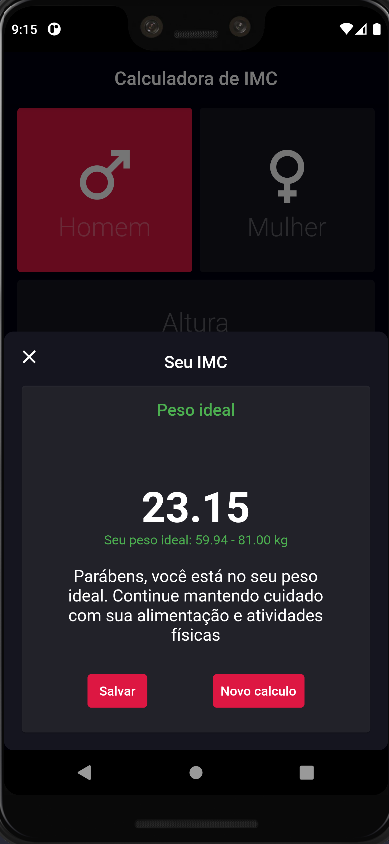 9:15
Calculadora de IMC
Homem
Mulher
Altura
Seu IMC
Peso ideal
23.15
Seu peso ideal: 59.94 - 81.00 kg
Parábens, você está no seu peso
ideal. Continue mantendo cuidado
com sua alimentação e atividades
físicas
Salvar
Novo calculo